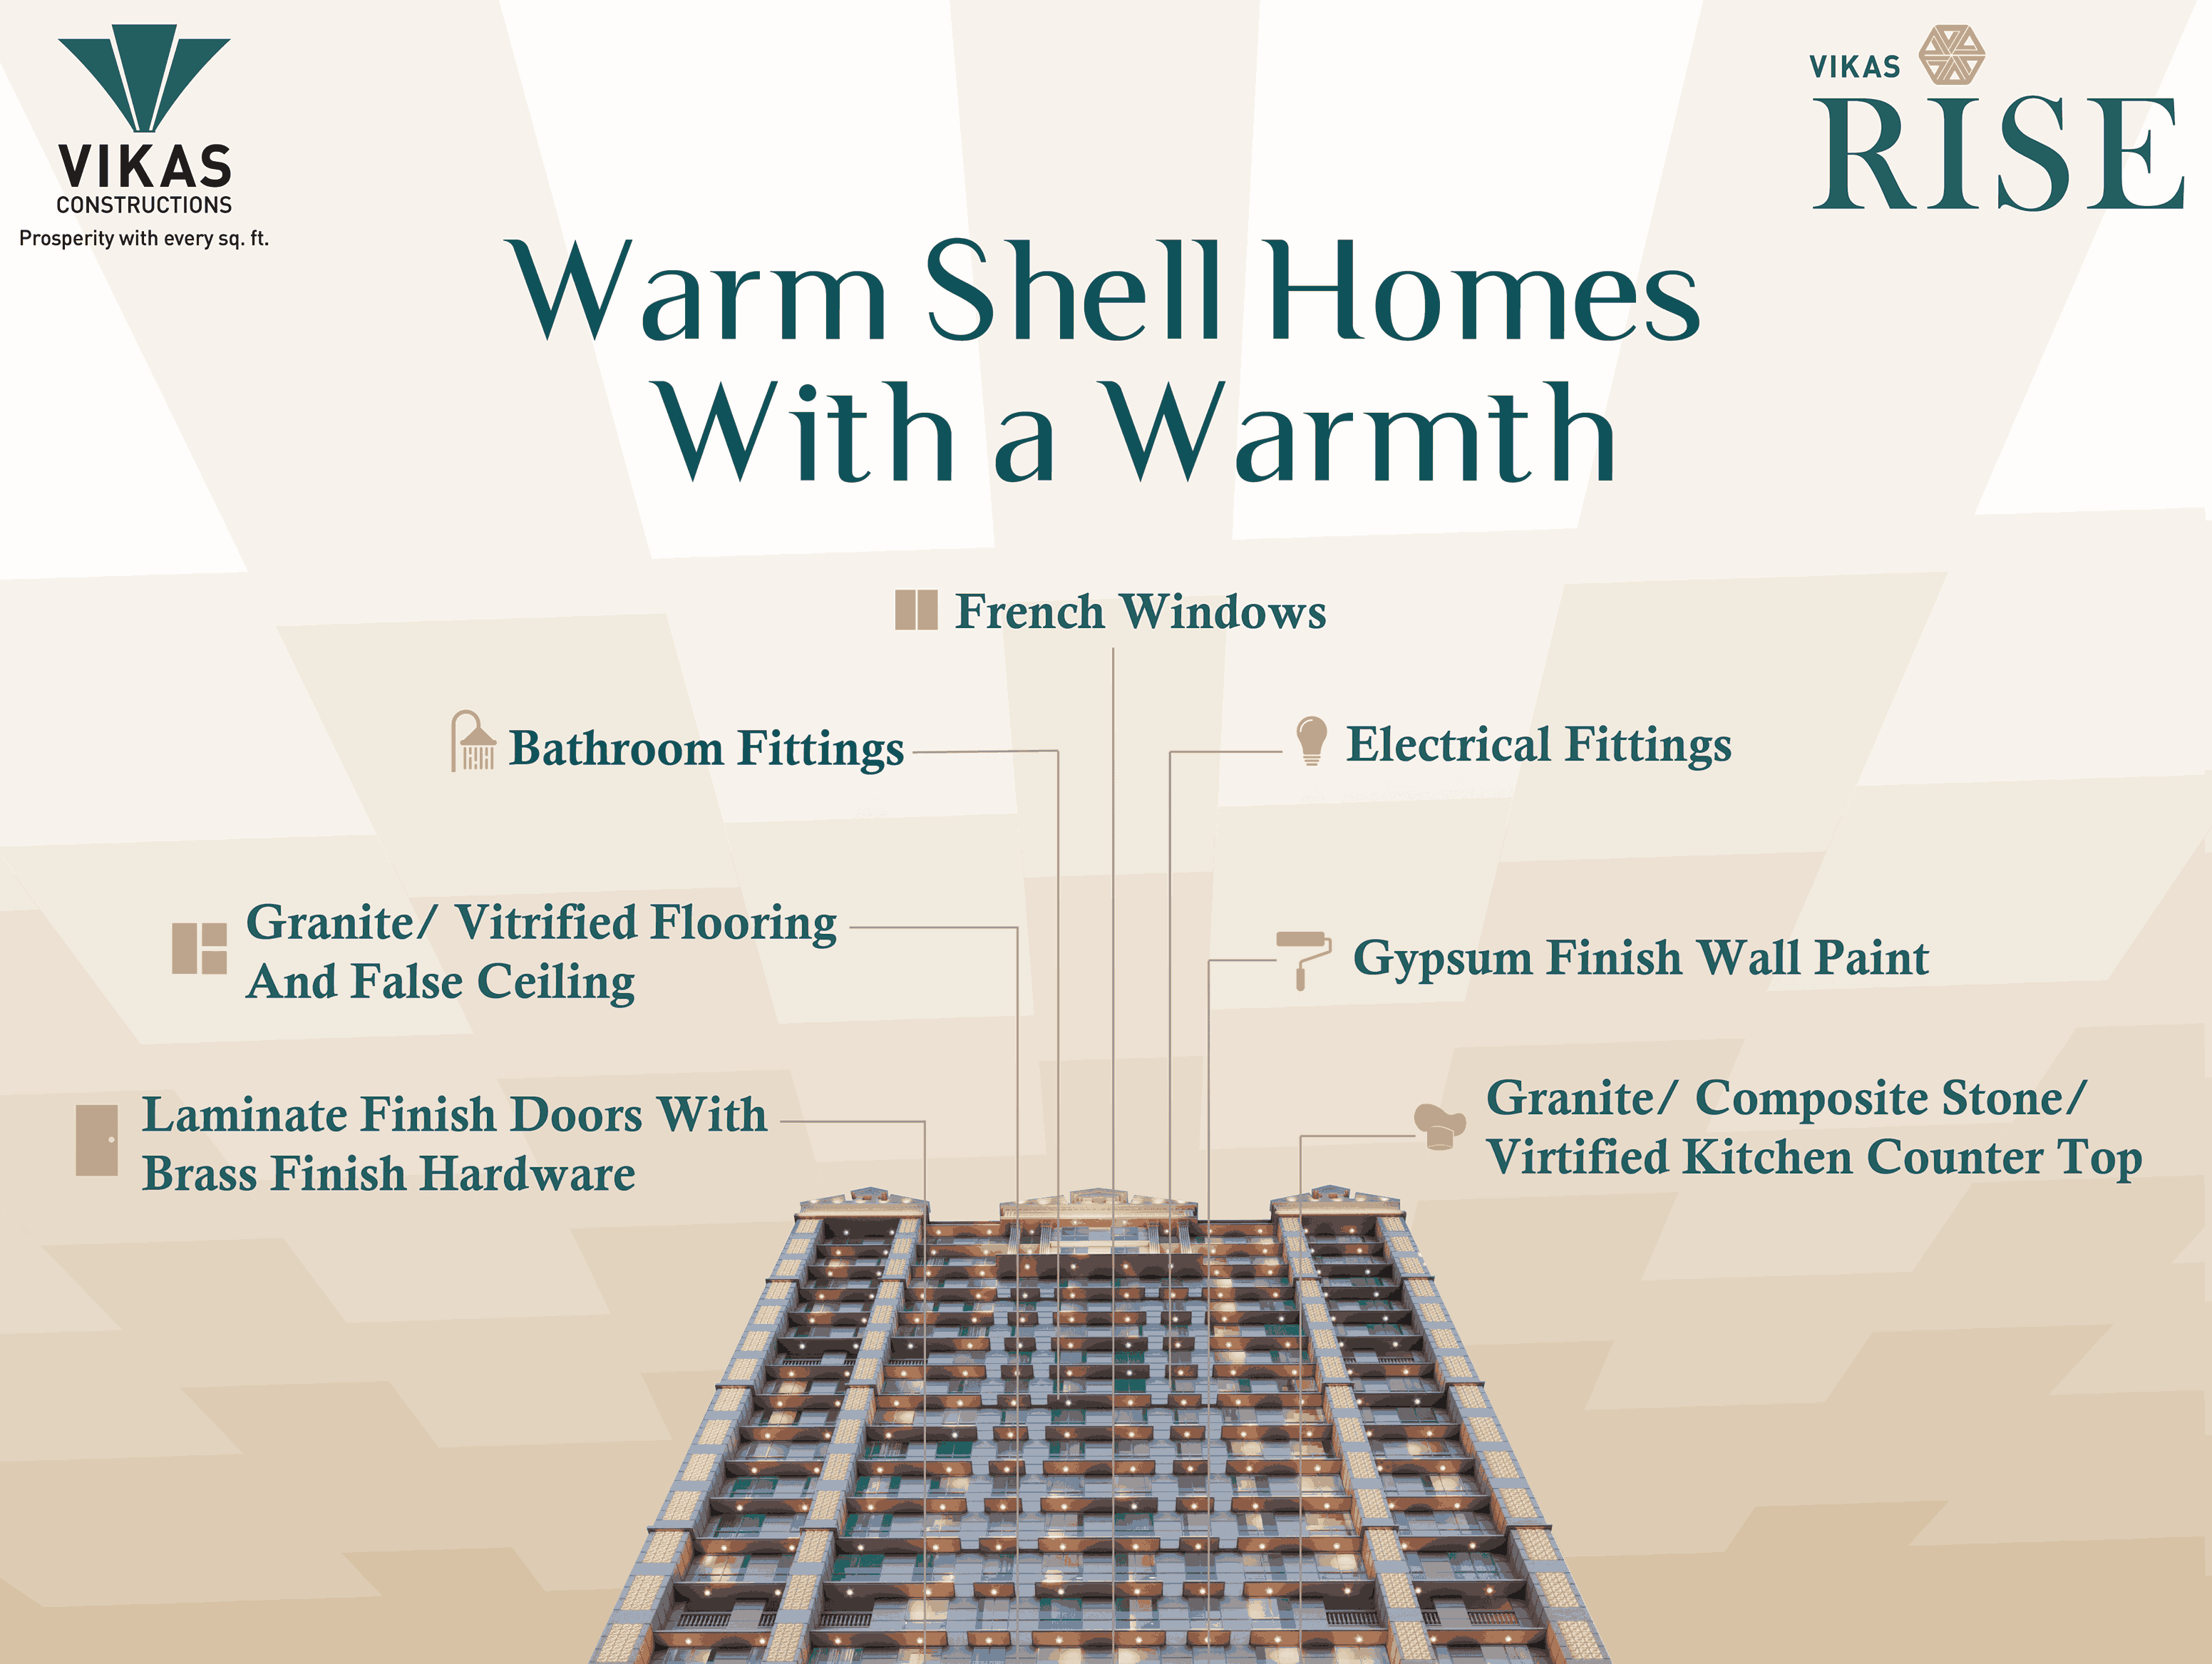 VIKAS
CONSTRUCTIONS
Prosperity with every sq. ft.
VIKAS
RISE
Warm Shell Homes
With a Warmth
French Windows
Bathroom Fittings
Electrical Fittings
Granite/ Vitrified Flooring
And False Ceiling
Gypsum Finish Wall Paint
Laminate Finish Doors With
Brass Finish Hardware
Granite/ Composite Stone/
Virtified Kitchen Counter Top